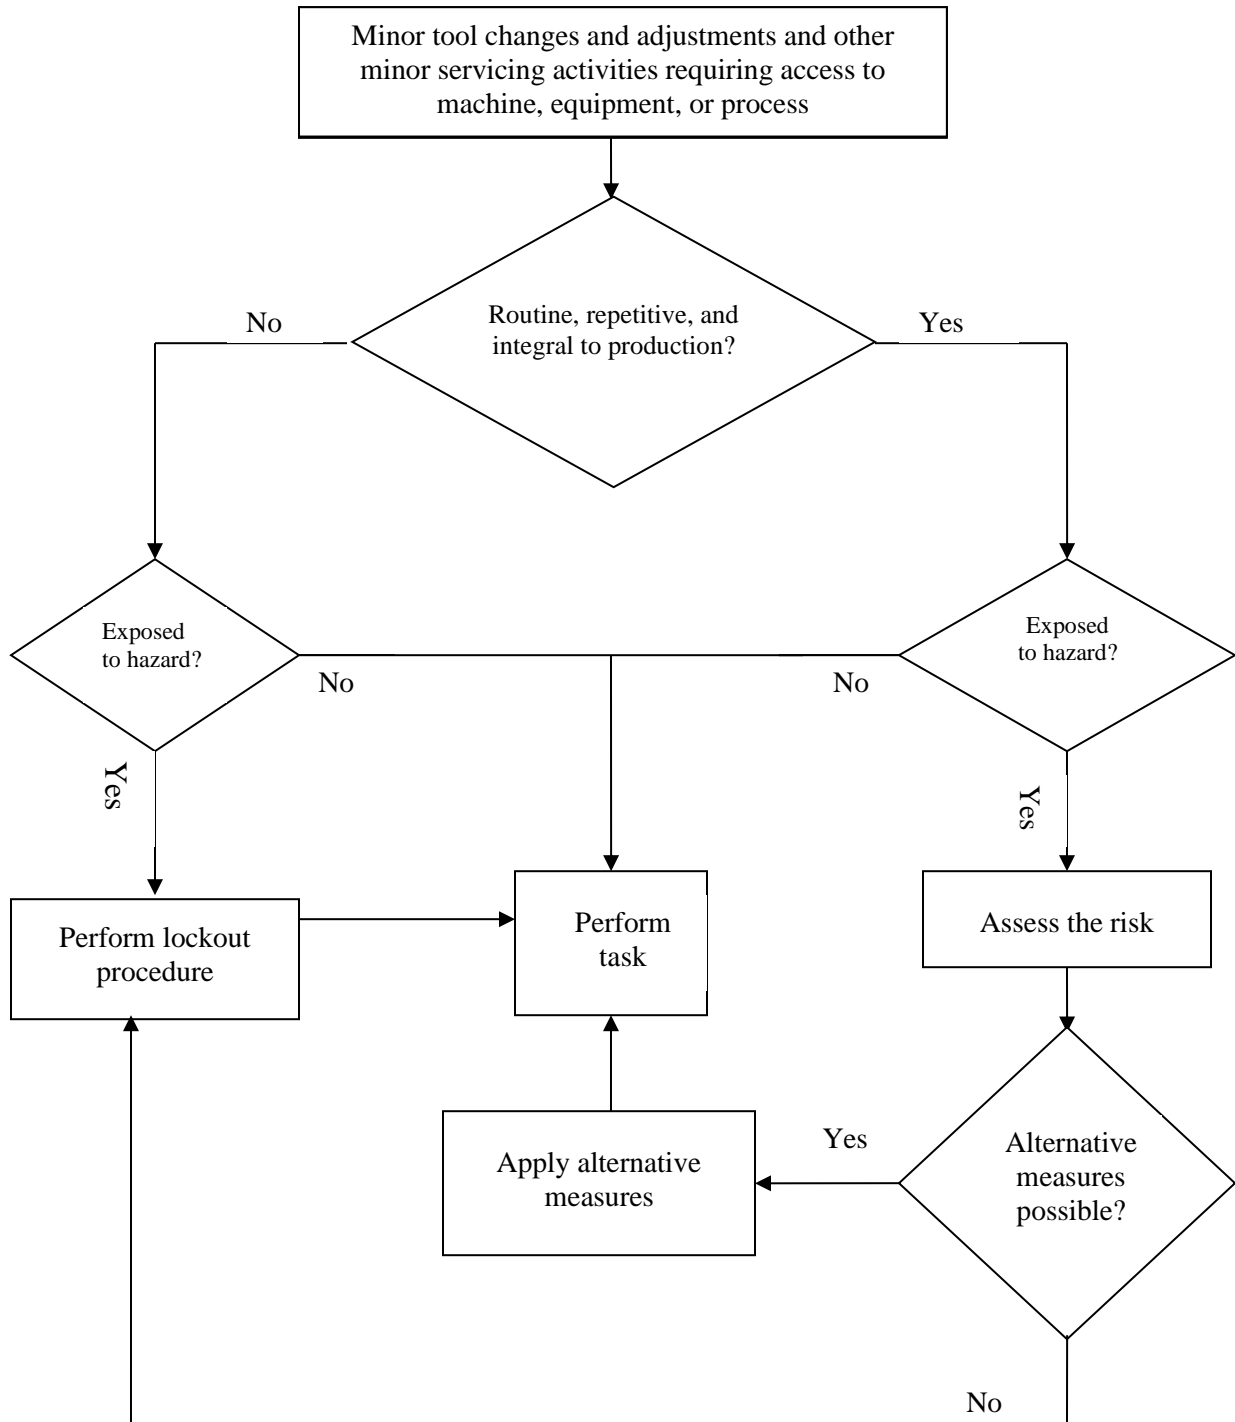 Minor tool changes and adjustments and other
minor servicing activities requiring access to
machine, equipment, or process
Routine, repetitive, and
integral to production?
No
Yes
Exposed
to hazard?
Exposed
to hazard?
No
No
Yes
Yes
Perform lockout
procedure
Perform
task
Assess the risk
Apply alternative
measures
Yes
Alternative
measures
possible?
No